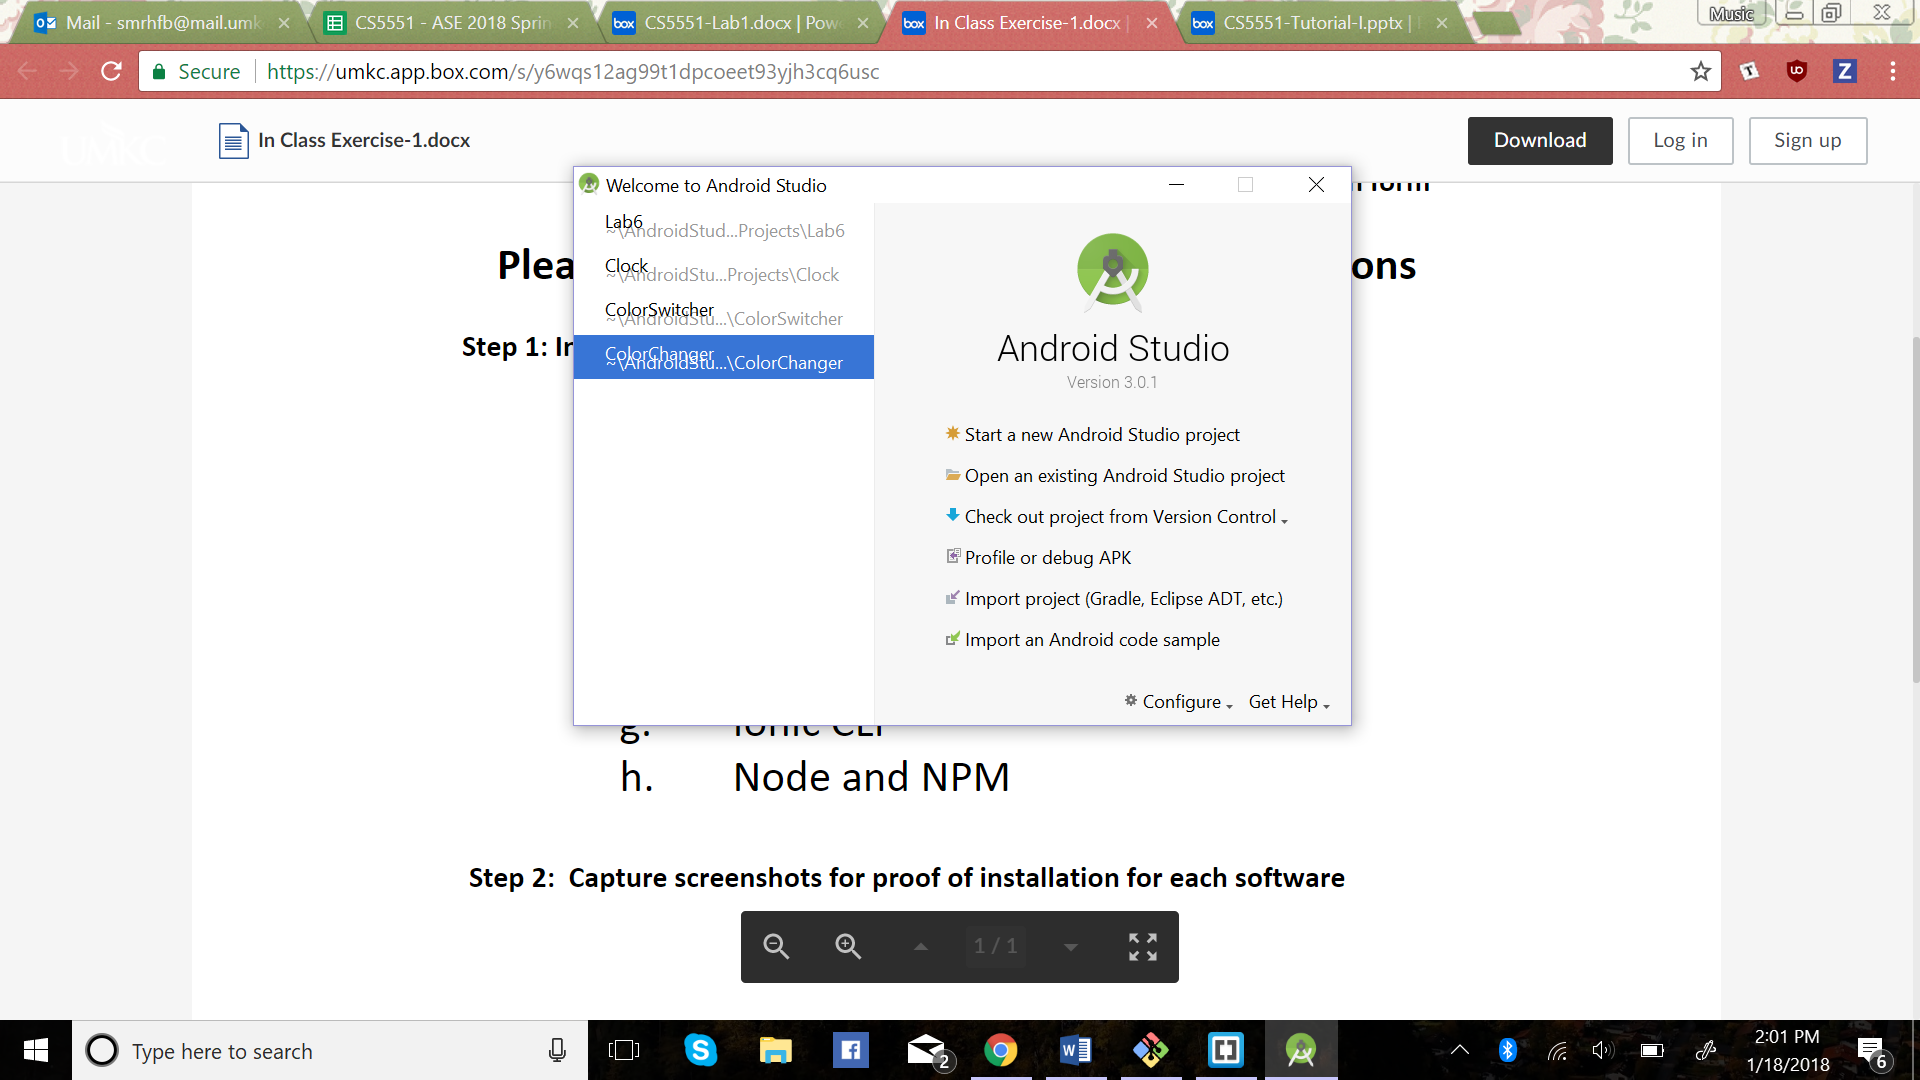 Mail - smrhfb@mail.umk
CS5551 - ASE 2018 Sprin
CS5551-Lab1.docx | Pow
In Class Exercise-1.docx |
CS5551-Tutorial-I.pptx |
Music
Secure
https://umkc.app.box.com/s/y6wqs12ag99t1dpcoeet93yjh3cq6usc
UMKC
In Class Exercise-1.docx
Download
Log in
Sign up
Welcome to Android Studio
Lab6
~\AndroidStud...Projects\Lab6
Clock
~\AndroidStu...Projects\Clock
ColorSwitcher
~\AndroidStu...\ColorSwitcher
ColorChanger
~\AndroidStu...\ColorChanger
Android Studio
Version 3.0.1
Start a new Android Studio project
Open an existing Android Studio project
Check out project from Version Control
Profile or debug APK
Import project (Gradle, Eclipse ADT, etc.)
Import an Android code sample
Configure
Get Help
Plea
ons
Step 1: In
g. Ionic CLI
h. Node and NPM
Step 2: Capture screenshots for proof of installation for each software
1 / 1
Type here to search
2
2:01 PM
1/18/2018
6